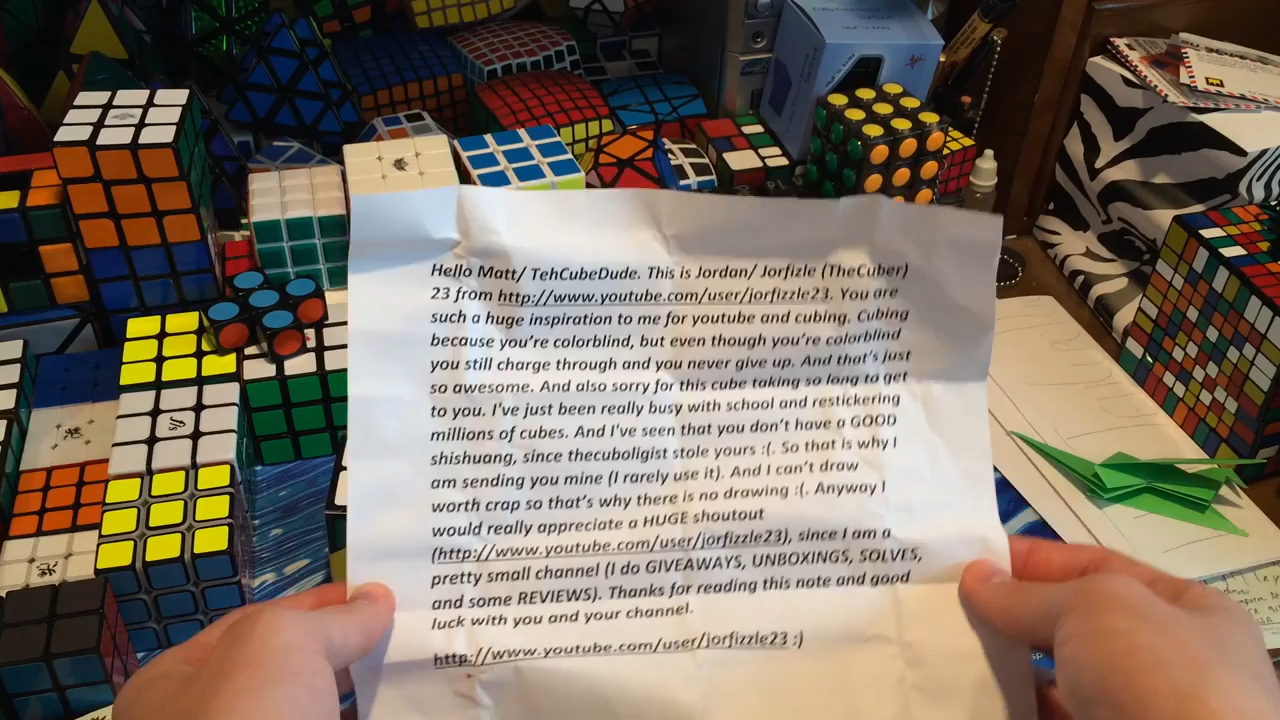 Hello Matt/ TehCubeDude. This is Jordan/ Jorfizle (TheCuber)
23 from http://www.youtube.com/user/jorfizzle23. You are
such a huge inspiration to me for youtube and cubing. Cubing
because you're colorblind, but even though you're colorblind
you still charge through and you never give up. And that's just
so awesome. And also sorry for this cube taking so long to get
to you. I've just been really busy with school and restickering
millions of cubes. And I've seen that you don't have a GOOD
shishuang, since thecuboligist stole yours :(. So that is why I
am sending you mine (I rarely use it). And I can't draw
worth crap so that's why there is no drawing :(. Anyway I
would really appreciate a HUGE shoutout
(http://www.youtube.com/user/jorfizzle23), since I am a
pretty small channel (I do GIVEAWAYS, UNBOXINGS, SOLVES,
and some REVIEWS). Thanks for reading this note and good
luck with you and your channel.
http://www.youtube.com/user/jorfizzle23 :)